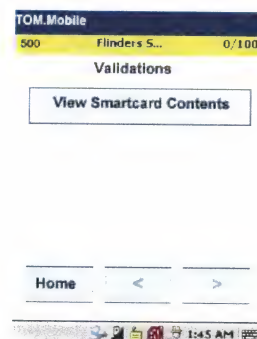 TOM.Mobile
500 Flinders S... 0/100
Validations
View Smartcard Contents
Home < >
1:45 AM